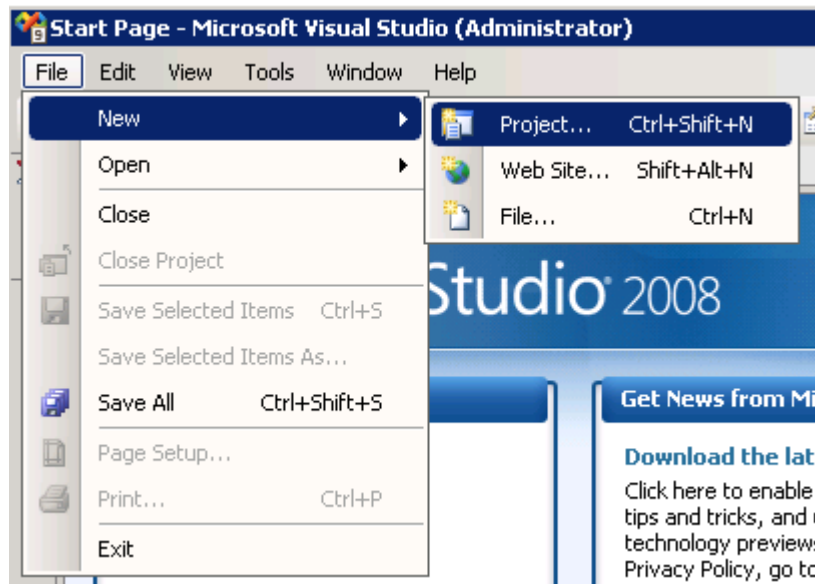 Start Page - Microsoft Visual Studio (Administrator)
File Edit View Tools Window Help
New
Project... Ctrl+Shift+N
Open
Web Site... Shift+Alt+N
Close
File... Ctrl+N
Close Project
Studio 2008
Save Selected Items Ctrl+S
Save Selected Items As...
Save All Ctrl+Shift+S
Get News from Mi
Page Setup...
Download the lat
Print... Ctrl+P
Click here to enable
tips and tricks, and
technology previews
Exit
Privacy Policy, go to